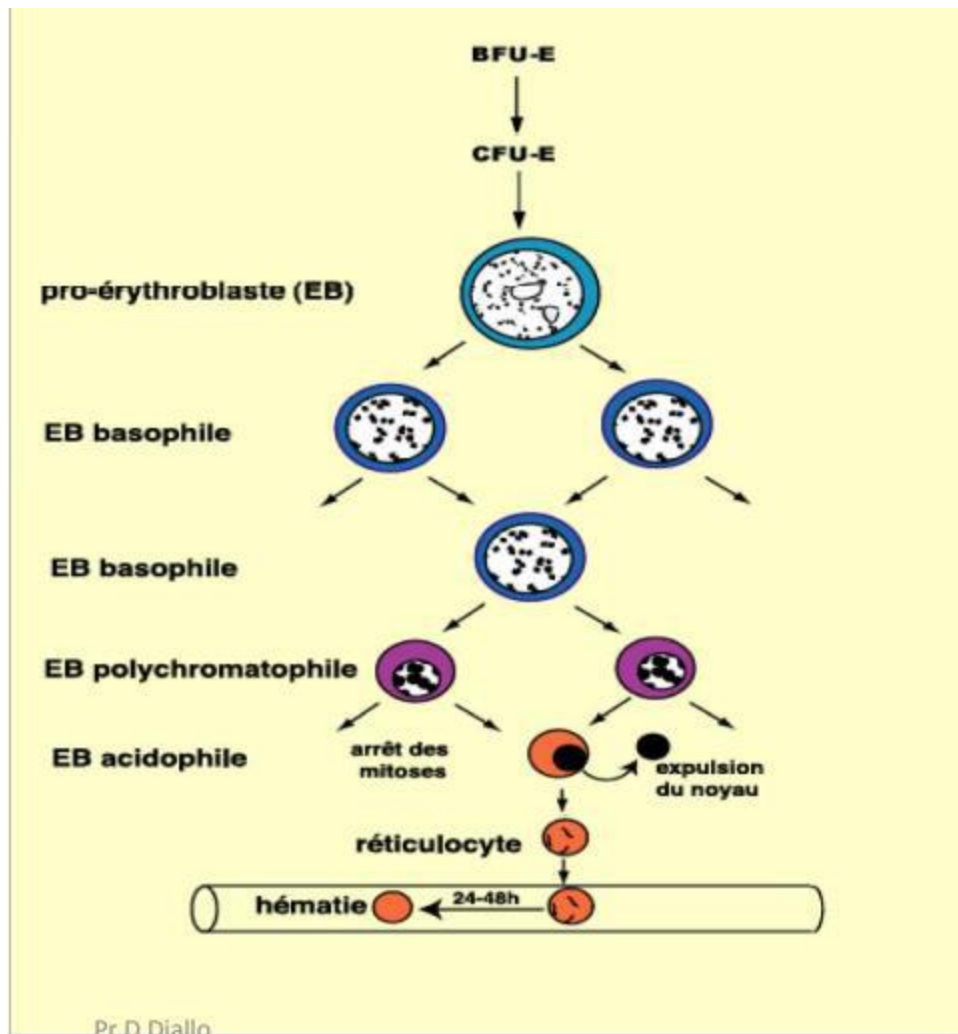 BFU-E
CFU-E
pro-érythroblaste (EB)
EB basophile
EB basophile
EB polychromatophile
EB acidophile
arrêt des
mitoses
expulsion
du noyau
réticulocyte
hématie
24-48h
Pr D Diallo